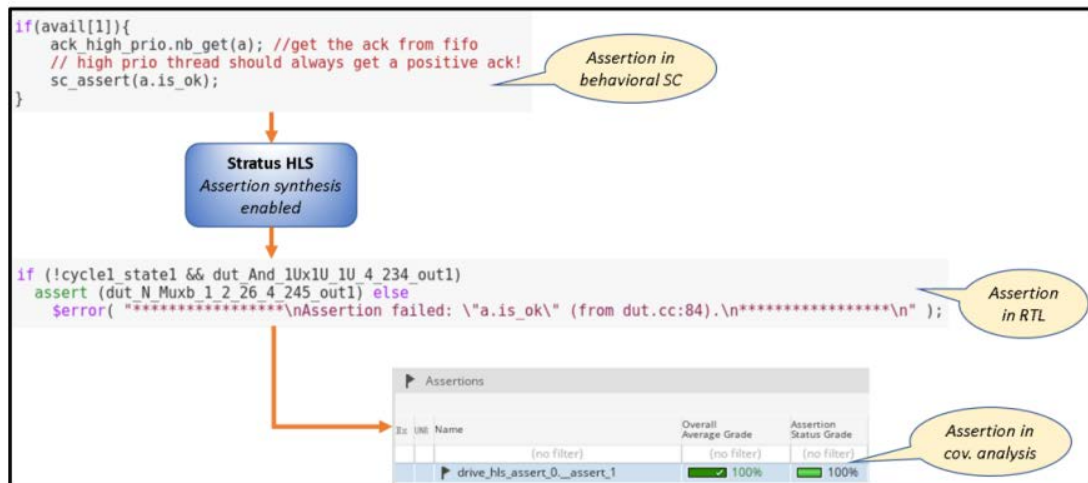 if(avail[1]){
ack_high_prio.nb_get(a); //get the ack from fifo
// high prio thread should always get a positive ack!
sc_assert(a.is_ok);
}
Assertion in
behavioral SC
Stratus HLS
Assertion synthesis
enabled
if (!cycle1_state1 && dut_And_1Ux1U_1U_4_234_out1)
assert (dut_N_Muxb_1_2_26_4_245_out1) else
$error( "*****************\nAssertion failed: \"a.is_ok\" (from dut.cc:84).\n*****************\n" );
Assertion
in RTL
Assertions
Ex UNR Name Overall Average Grade Assertion Status Grade
(no filter) (no filter) (no filter)
drive_hls_assert_0.__assert_1 100% 100%
Assertion in
cov. analysis